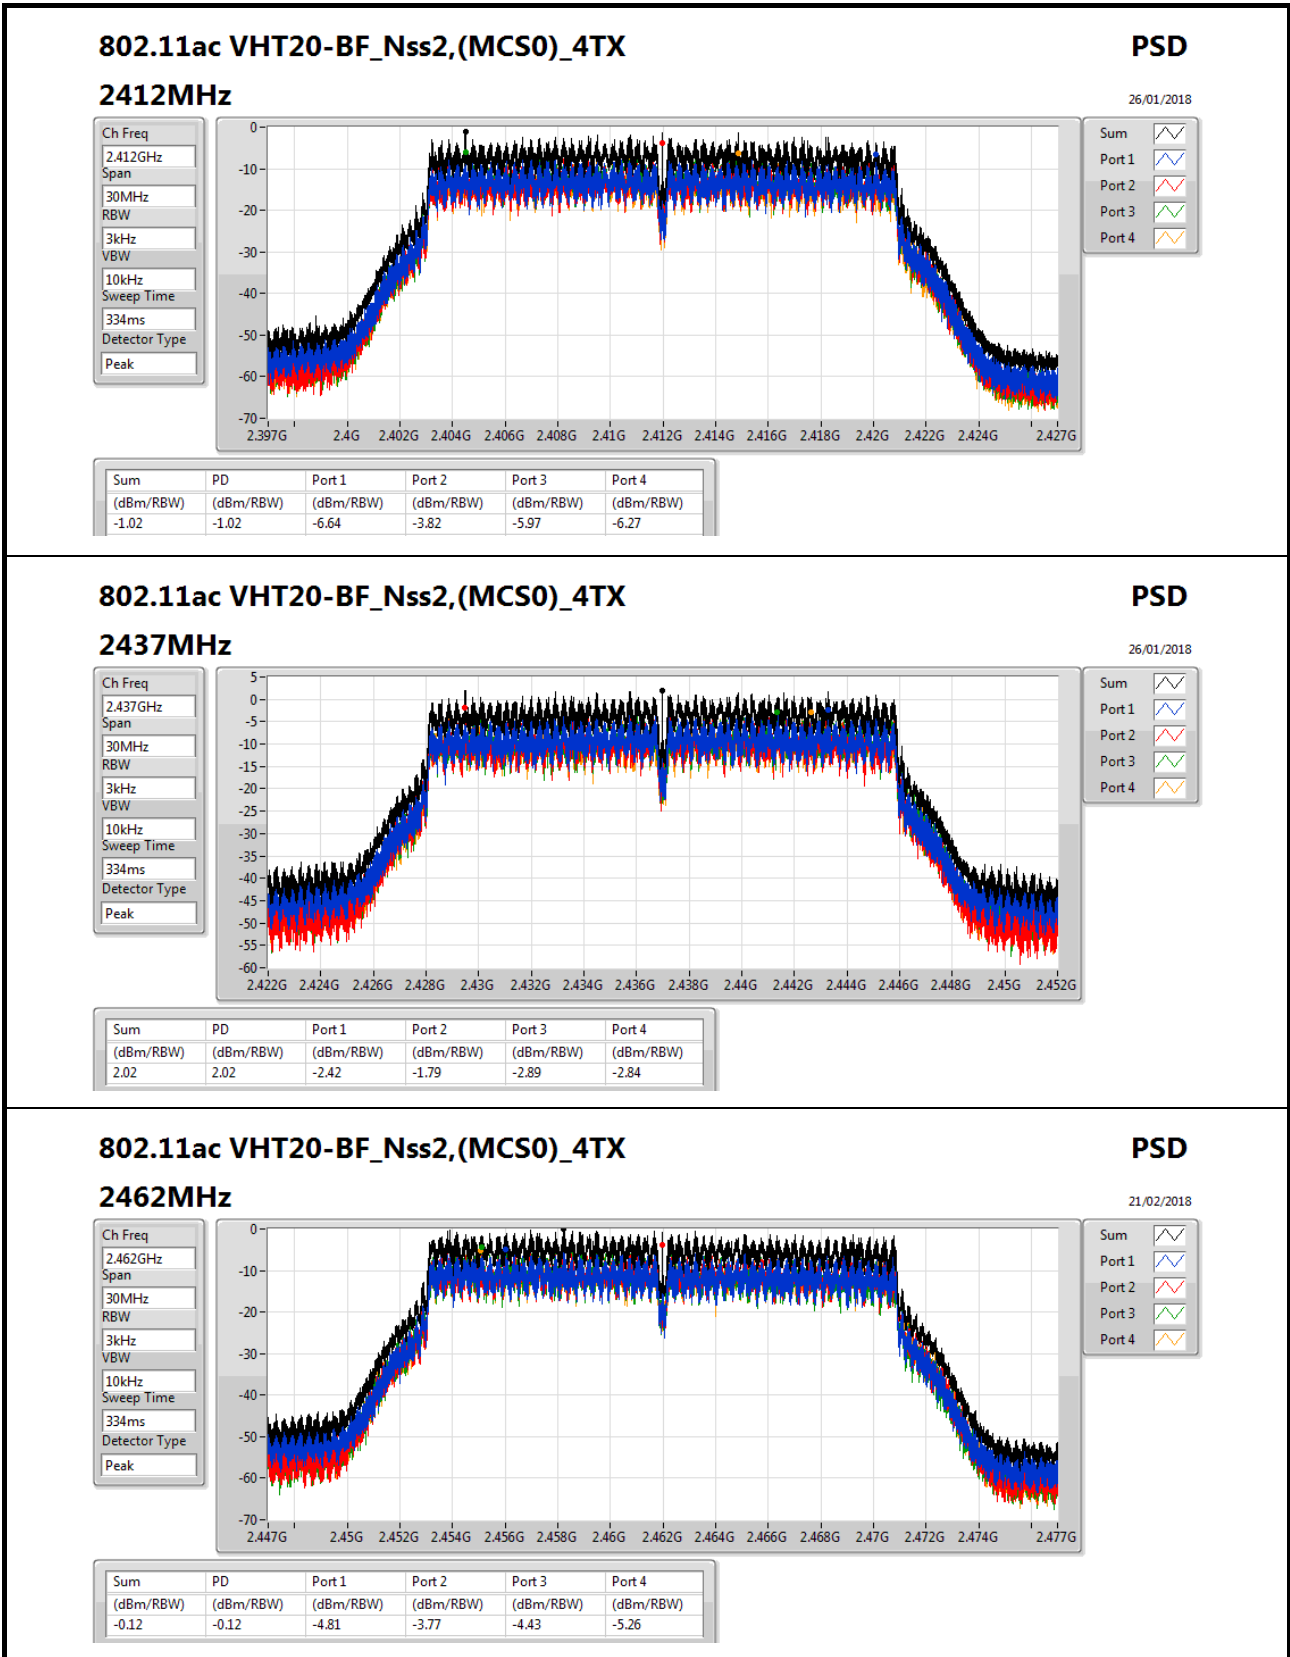 802.11ac VHT20-BF_Nss2,(MCS0)_4TX PSD
2412MHz 26/01/2018
Ch Freq
2.412GHz
Span
30MHz
RBW
3kHz
VBW
10kHz
Sweep Time
334ms
Detector Type
Peak
0
-10
-20
-30
-40
-50
-60
-70
2.397G 2.4G 2.402G 2.404G 2.406G 2.408G 2.41G 2.412G 2.414G 2.416G 2.418G 2.42G 2.422G 2.424G 2.427G
Sum
Port 1
Port 2
Port 3
Port 4
Sum PD Port 1 Port 2 Port 3 Port 4
(dBm/RBW) (dBm/RBW) (dBm/RBW) (dBm/RBW) (dBm/RBW) (dBm/RBW)
-1.02 -1.02 -6.64 -3.82 -5.97 -6.27
802.11ac VHT20-BF_Nss2,(MCS0)_4TX PSD
2437MHz 26/01/2018
Ch Freq
2.437GHz
Span
30MHz
RBW
3kHz
VBW
10kHz
Sweep Time
334ms
Detector Type
Peak
5
0
-5
-10
-15
-20
-25
-30
-35
-40
-45
-50
-55
-60
2.422G 2.424G 2.426G 2.428G 2.43G 2.432G 2.434G 2.436G 2.438G 2.44G 2.442G 2.444G 2.446G 2.448G 2.45G 2.452G
Sum
Port 1
Port 2
Port 3
Port 4
Sum PD Port 1 Port 2 Port 3 Port 4
(dBm/RBW) (dBm/RBW) (dBm/RBW) (dBm/RBW) (dBm/RBW) (dBm/RBW)
2.02 2.02 -2.42 -1.79 -2.89 -2.84
802.11ac VHT20-BF_Nss2,(MCS0)_4TX PSD
2462MHz 21/02/2018
Ch Freq
2.462GHz
Span
30MHz
RBW
3kHz
VBW
10kHz
Sweep Time
334ms
Detector Type
Peak
0
-10
-20
-30
-40
-50
-60
-70
2.447G 2.45G 2.452G 2.454G 2.456G 2.458G 2.46G 2.462G 2.464G 2.466G 2.468G 2.47G 2.472G 2.474G 2.477G
Sum
Port 1
Port 2
Port 3
Port 4
Sum PD Port 1 Port 2 Port 3 Port 4
(dBm/RBW) (dBm/RBW) (dBm/RBW) (dBm/RBW) (dBm/RBW) (dBm/RBW)
-0.12 -0.12 -4.81 -3.77 -4.43 -5.26